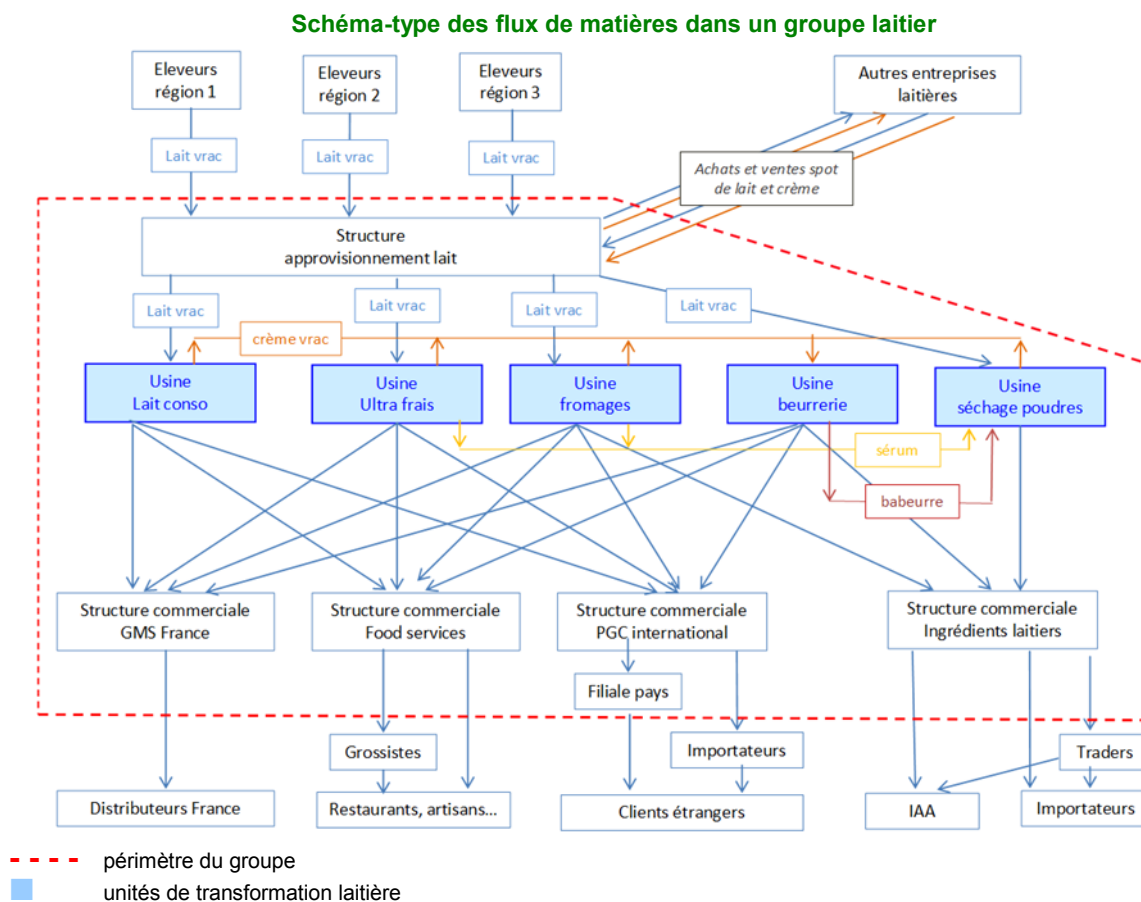 Schéma-type des flux de matières dans un groupe laitier
Eleveurs
région 1
Eleveurs
région 2
Eleveurs
région 3
Autres entreprises
laitières
Lait vrac
Lait vrac
Lait vrac
Achats et ventes spot
de lait et crème
Structure
approvisionnement lait
Lait vrac
Lait vrac
Lait vrac
Lait vrac
crème vrac
Usine
Lait conso
Usine
Ultra frais
Usine
fromages
Usine
beurrerie
Usine
séchage poudres
sérum
babeurre
Structure commerciale
GMS France
Structure commerciale
Food services
Structure commerciale
PGC international
Structure commerciale
Ingrédients laitiers
Filiale pays
Grossistes
Importateurs
Traders
Distributeurs France
Restaurants, artisans...
Clients étrangers
IAA
Importateurs
périmètre du groupe
unités de transformation laitière